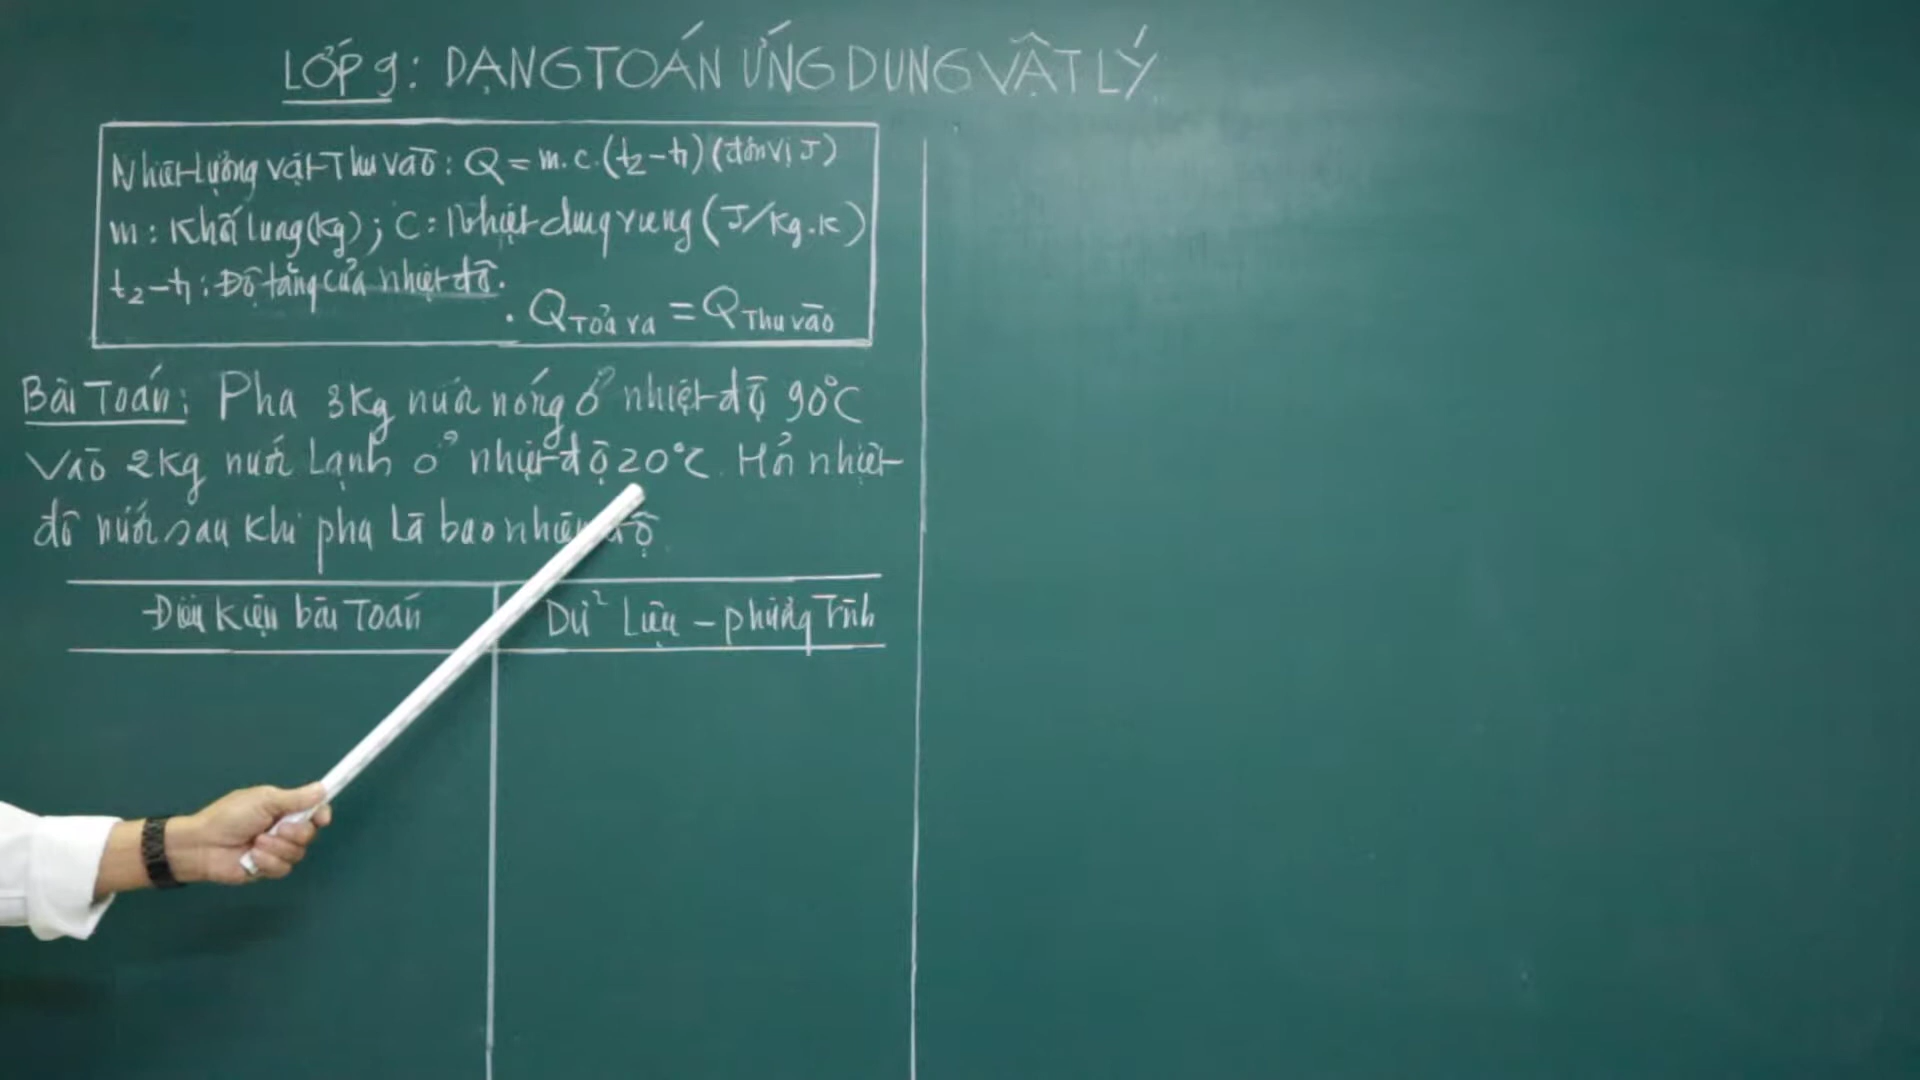 LỚP 9: DẠNG TOÁN ỨNG DỤNG VẬT LÝ
Nhiệt lượng vật Thu vào: Q = m.c.(t₂-t₁)(đơn vị J)
m: Khối lượng(kg); C: Nhiệt dung riêng (J/kg.K)
t₂-t₁: Độ tăng của nhiệt độ.
. Q Tỏa ra = Q Thu vào
Bài Toán: Pha 3kg nước nóng ở nhiệt độ 90°C
vào 2kg nước Lạnh ở nhiệt độ 20°C. Hỏi nhiệt
độ nước sau khi pha là bao nhiêu độ
Điều Kiện bài Toán
Dữ Liệu - phương Trình